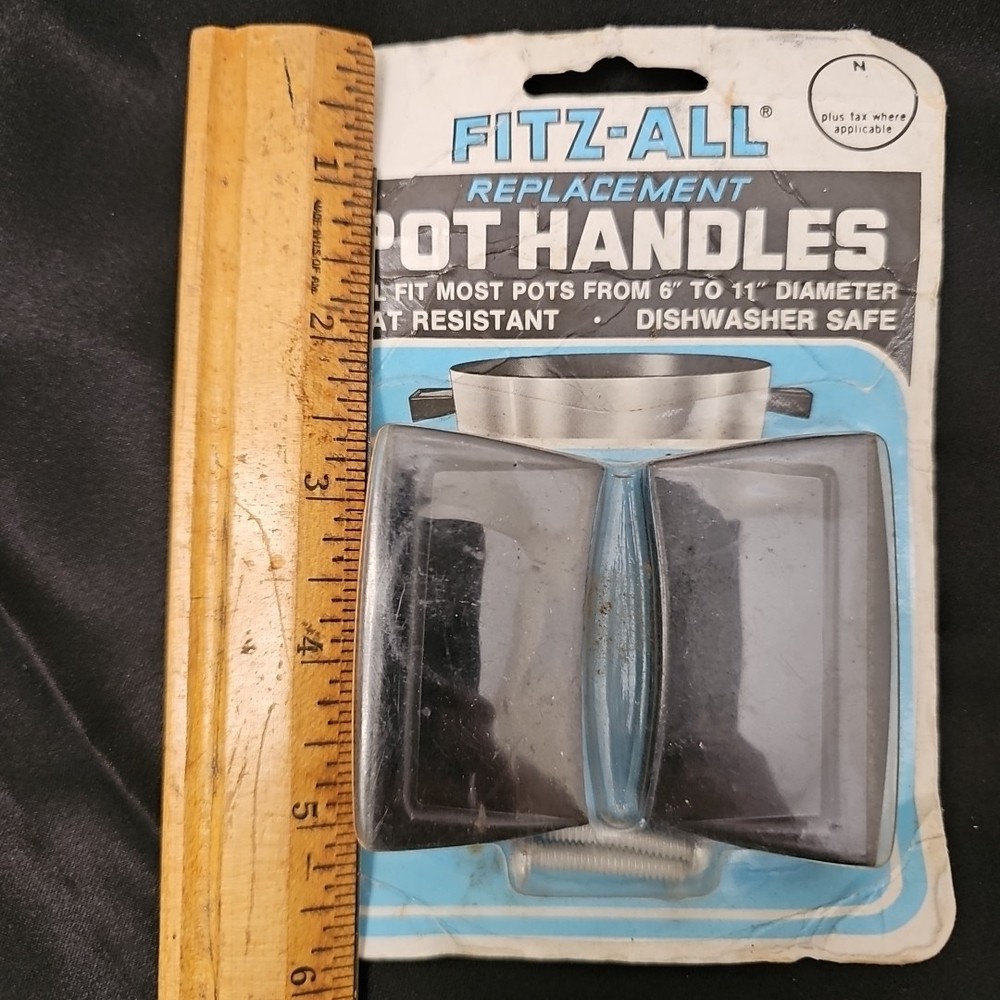 FITZ-ALL®
N
plus tax where
applicable
REPLACEMENT
POT HANDLES
L FIT MOST POTS FROM 6" TO 11" DIAMETER
AT RESISTANT • DISHWASHER SAFE
1
2
3
4
5
6